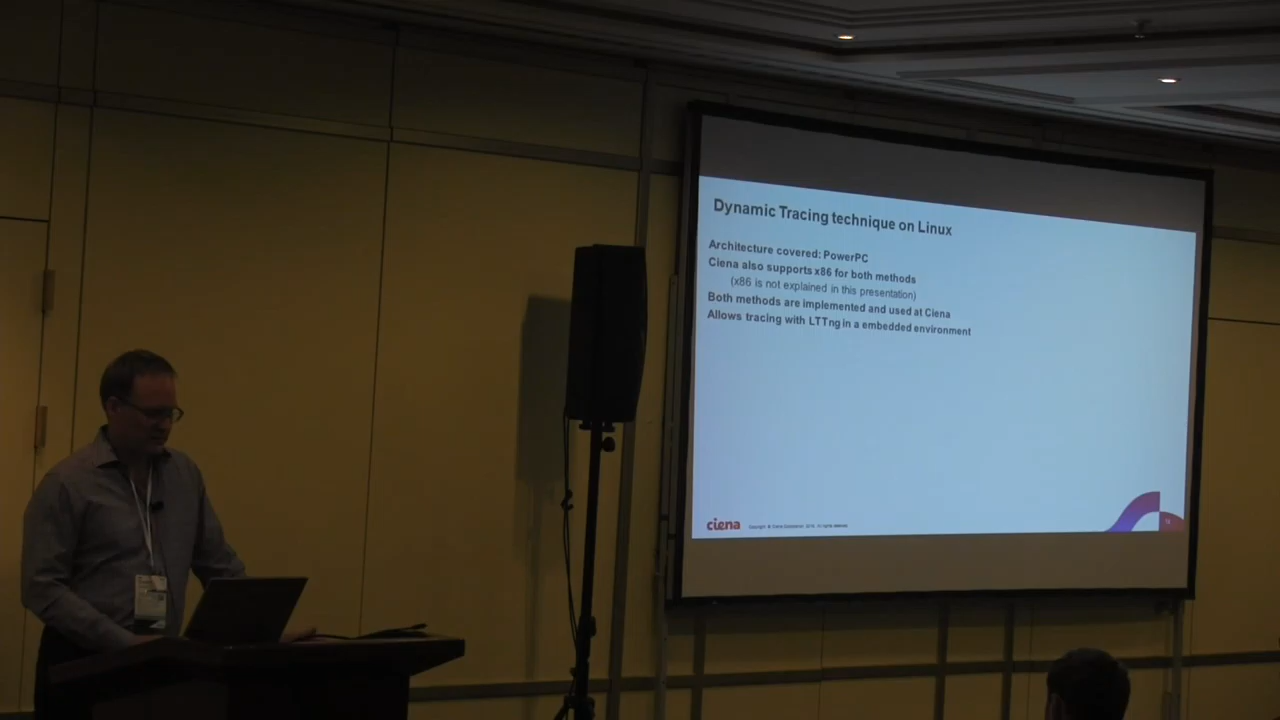 Dynamic Tracing technique on Linux
Architecture covered: PowerPC
Ciena also supports x86 for both methods
(x86 is not explained in this presentation)
Both methods are implemented and used at Ciena
Allows tracing with LTTng in a embedded environment
ciena